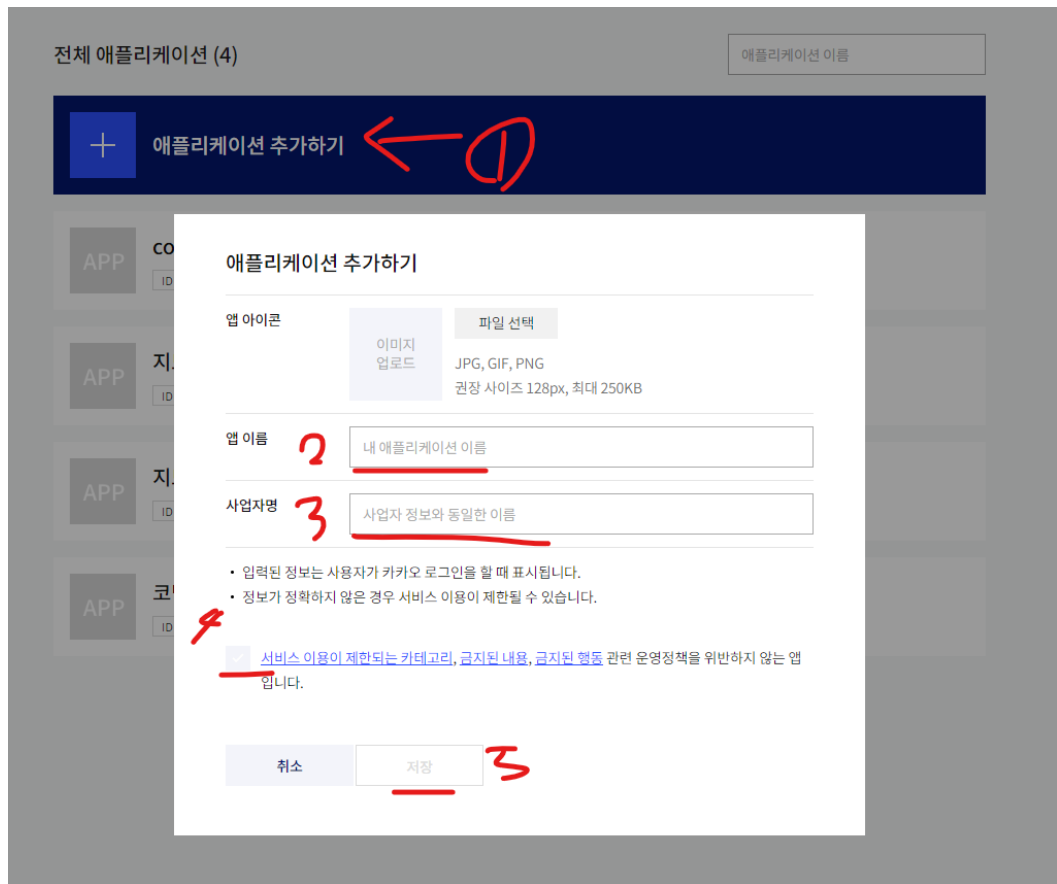 전체 애플리케이션 (4)
애플리케이션 이름
애플리케이션 추가하기
①
APP
CO
ID
애플리케이션 추가하기
앱 아이콘
이미지
업로드
파일 선택
JPG, GIF, PNG
권장 사이즈 128px, 최대 250KB
APP
지
ID
앱 이름
2
내 애플리케이션 이름
APP
지
ID
사업자명
3
사업자 정보와 동일한 이름
• 입력된 정보는 사용자가 카카오 로그인을 할 때 표시됩니다.
• 정보가 정확하지 않은 경우 서비스 이용이 제한될 수 있습니다.
APP
ID
4
서비스 이용이 제한되는 카테고리, 금지된 내용, 금지된 행동 관련 운영정책을 위반하지 않는 앱
입니다.
취소
저장
5